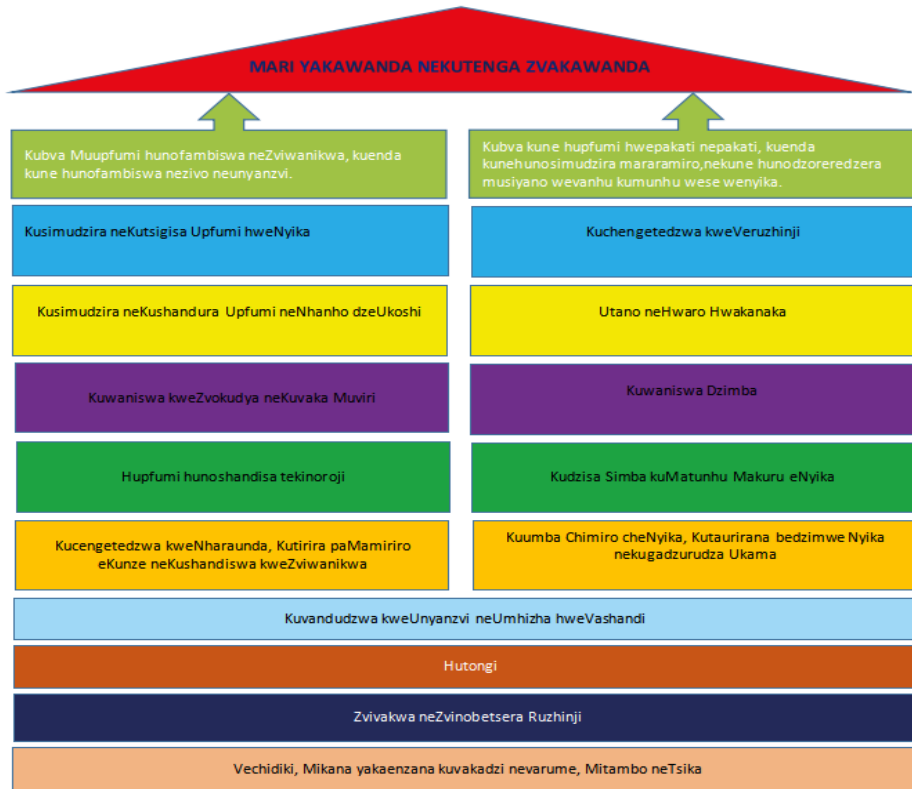 MARI YAKAWANDA NEKUTENGA ZVAKAWANDA
Kubva Muupfumi hunofambiswa neZviwanikwa, kuenda
kune hunofambiswa nezivo neunyanzvi.
Kubva kune hupfumi hwepakati nepakati, kuenda
kunehunosimudzira mararamiro,nekune hunodzoreredzera
musiyano wevanhu kumunhu wese wenyika.
Kusimudzira neKutsigisa Upfumi hweNyika
Kuchengetedzwa kweVeruzhinji
Kusimudzira neKushandura Upfumi neNhanho dzeUkoshi
Utano neHwaro Hwakanaka
Kuwaniswa kweZvokudya neKuvaka Muviri
Kuwaniswa Dzimba
Hupfumi hunoshandisa tekinoroji
Kudzisa Simba kuMatunhu Makuru eNyika
Kucengetedzwa kweNharaunda, Kutirira paMamiriro
eKunze neKushandiswa kweZviwanikwa
Kuumba Chimiro cheNyika, Kutaurirana bedzimwe Nyika
nekugadzurudza Ukama
Kuvandudzwa kweUnyanzvi neUmhizha hweVashandi
Hutongi
Zvivakwa neZvinobetsera Ruzhinji
Vechidiki, Mikana yakaenzana kuvakadzi nevarume, Mitambo neTsika